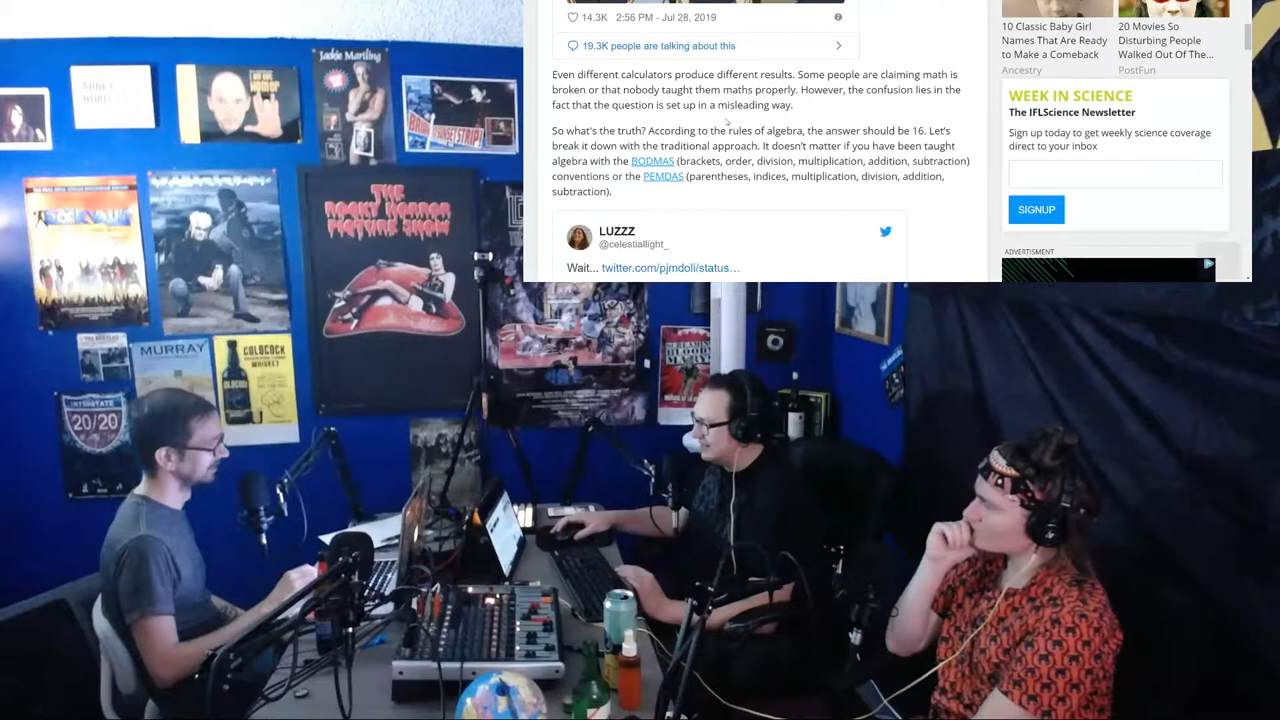 14.3K 2:56 PM - Jul 28, 2019
19.3K people are talking about this
Even different calculators produce different results. Some people are claiming math is
broken or that nobody taught them maths properly. However, the confusion lies in the
fact that the question is set up in a misleading way.
So what's the truth? According to the rules of algebra, the answer should be 16. Let's
break it down with the traditional approach. It doesn't matter if you have been taught
algebra with the BODMAS (brackets, order, division, multiplication, addition, subtraction)
conventions or the PEMDAS (parentheses, indices, multiplication, division, addition,
subtraction).
LUZZZ
@celestiallight_
Wait... twitter.com/pjmdoli/status…
10 Classic Baby Girl
Names That Are Ready
to Make a Comeback
Ancestry
20 Movies So
Disturbing People
Walked Out Of The...
PostFun
WEEK IN SCIENCE
The IFLScience Newsletter
Sign up today to get weekly science coverage
direct to your inbox
SIGNUP
ADVERTISMENT
Jackie Martling
THE
ROCKY HORROR
PICTURE SHOW
MURRAY
COLDCOCK
WHISKEY
INTERSTATE
20/20